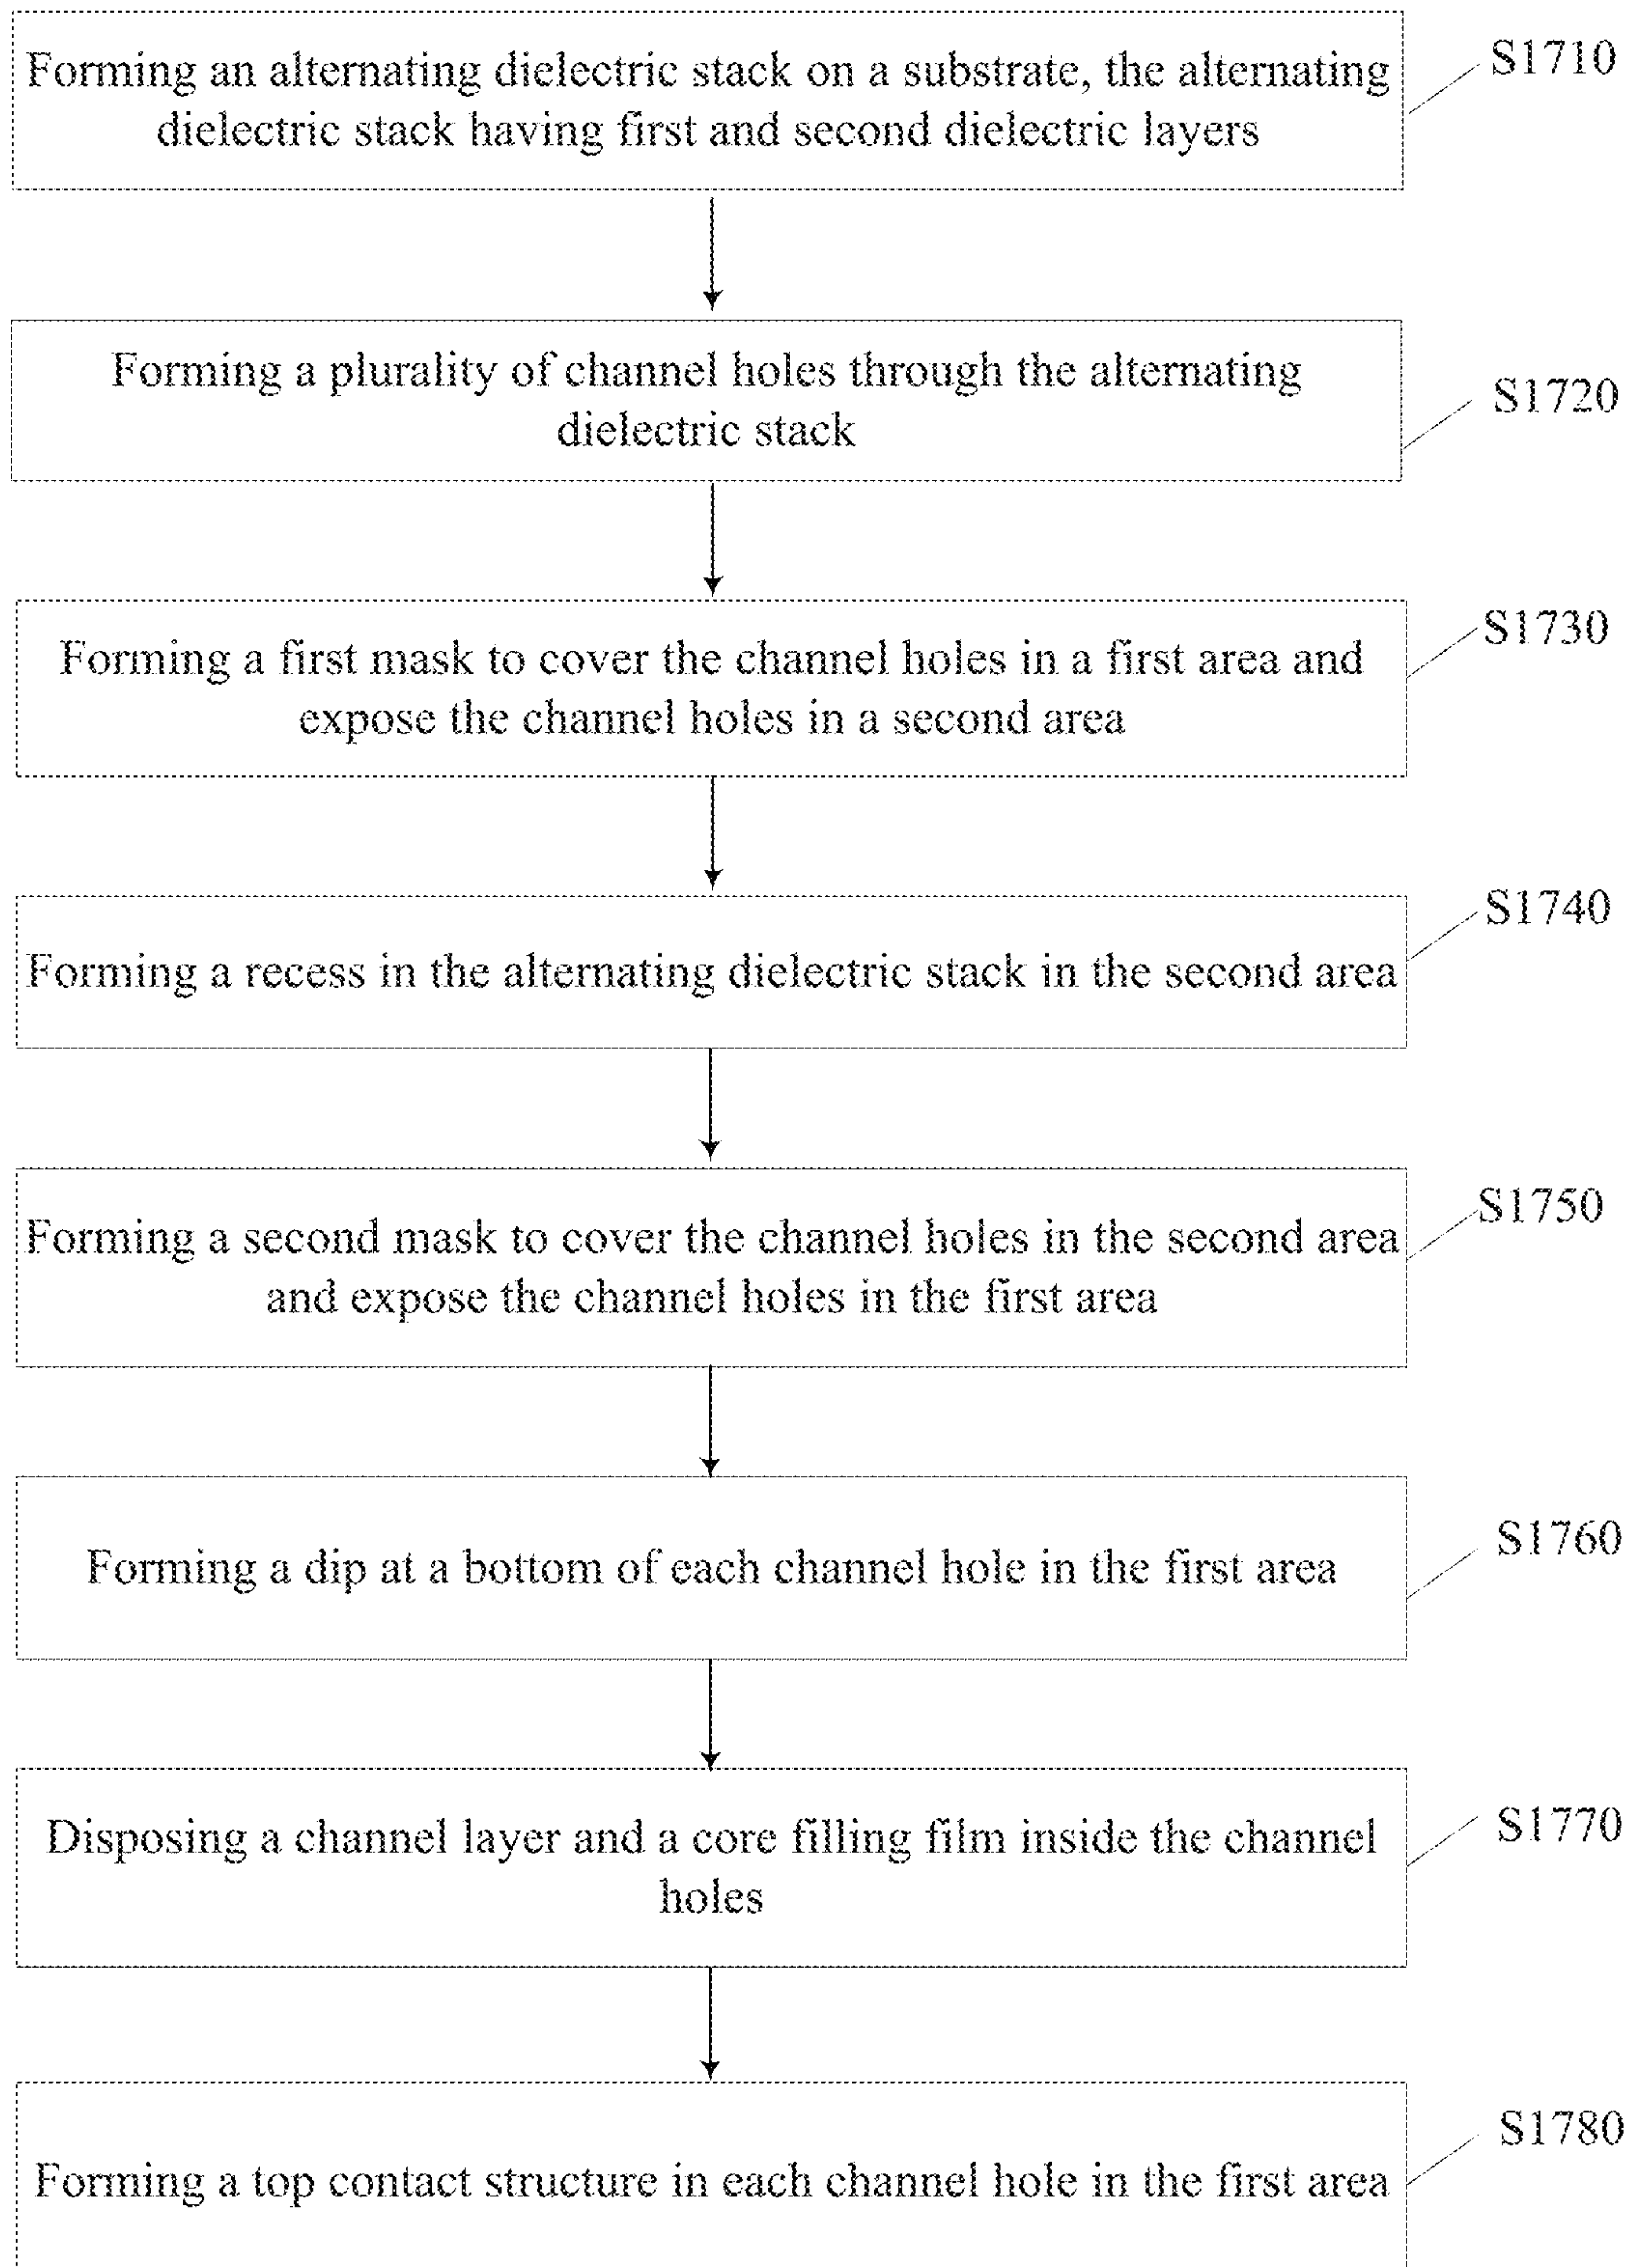 Forming an alternating dielectric stack on a substrate, the alternating
dielectric stack having first and second dielectric layers
S1710
Forming a plurality of channel holes through the alternating
dielectric stack
S1720
Forming a first mask to cover the channel holes in a first area and
expose the channel holes in a second area
S1730
Forming a recess in the alternating dielectric stack in the second area
S1740
Forming a second mask to cover the channel holes in the second area
and expose the channel holes in the first area
S1750
Forming a dip at a bottom of each channel hole in the first area
S1760
Disposing a channel layer and a core filling film inside the channel
holes
S1770
Forming a top contact structure in each channel hole in the first area
S1780